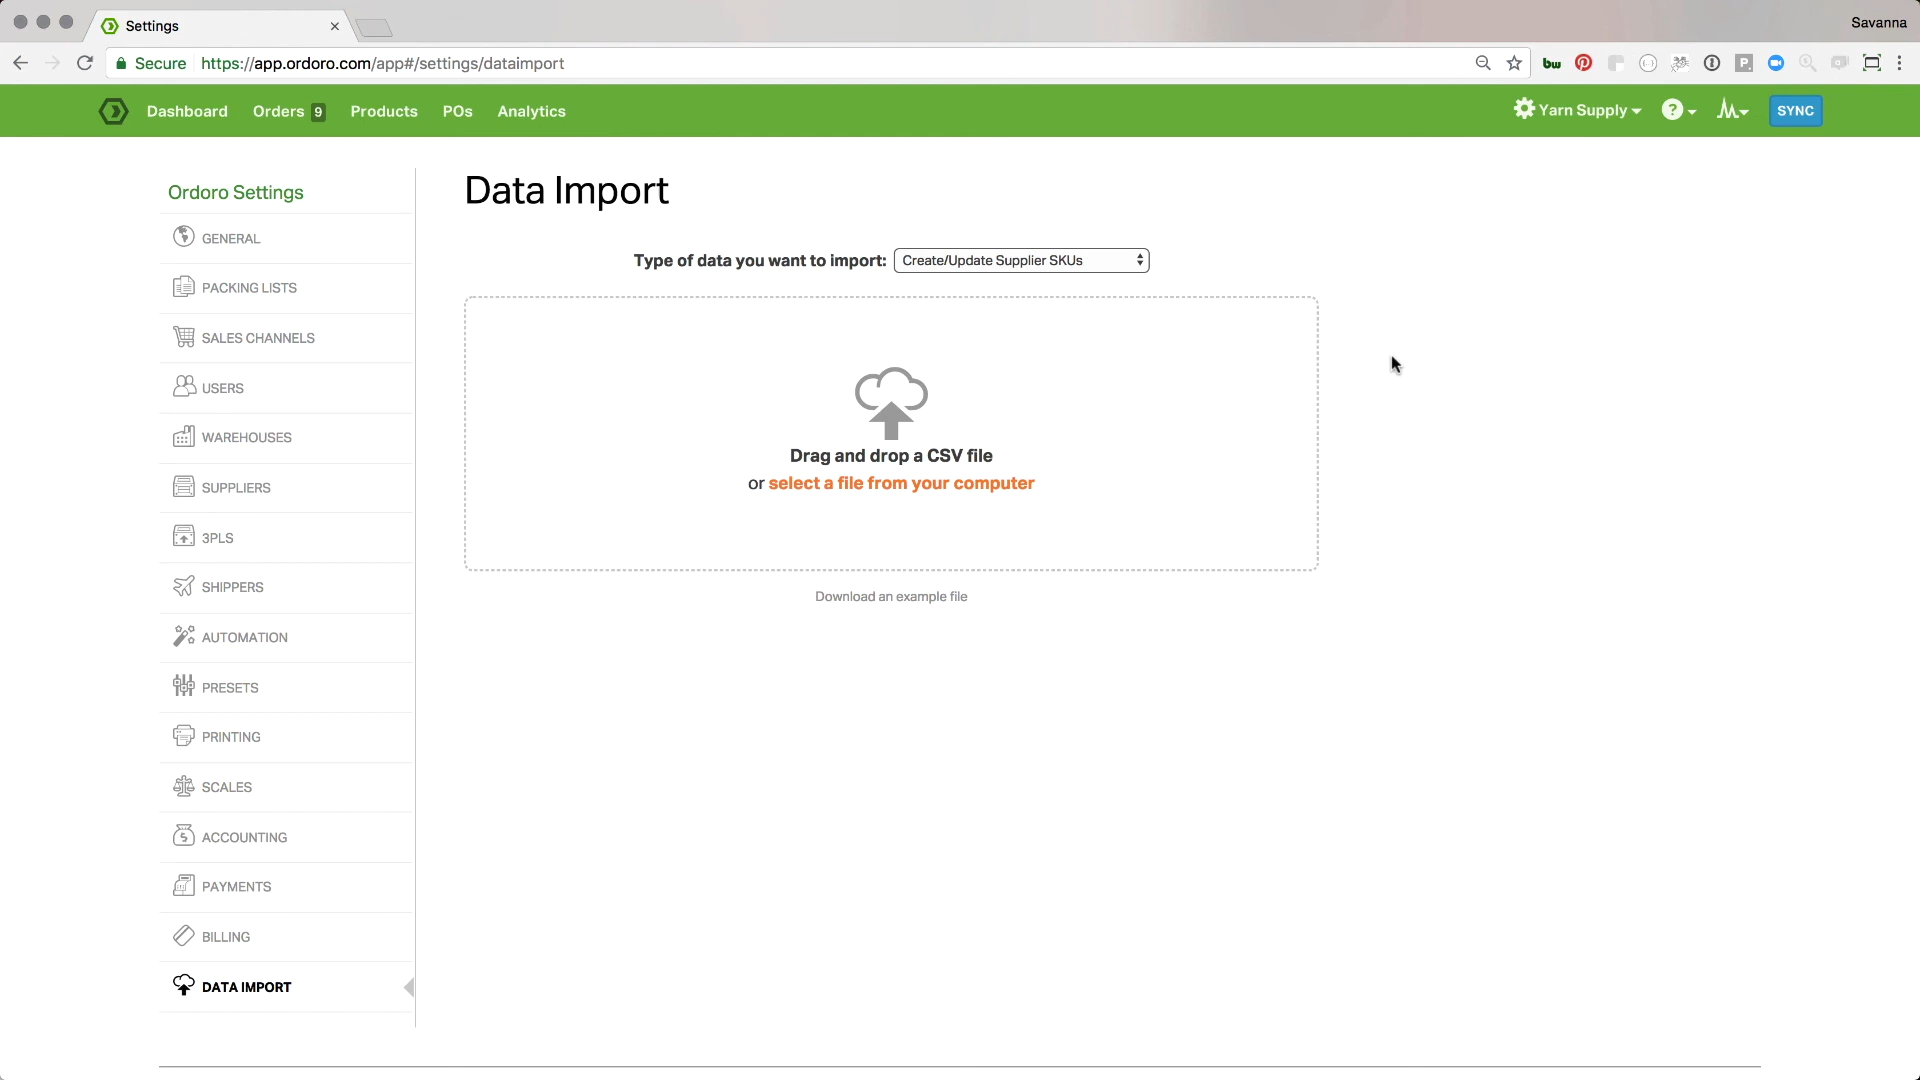 Settings
Savanna
Secure https://app.ordoro.com/app#/settings/dataimport
bw
P.
Dashboard Orders 9 Products POs Analytics Yarn Supply ? SYNC
Ordoro Settings
GENERAL
PACKING LISTS
SALES CHANNELS
USERS
WAREHOUSES
SUPPLIERS
3PLS
SHIPPERS
AUTOMATION
PRESETS
PRINTING
SCALES
ACCOUNTING
PAYMENTS
BILLING
DATA IMPORT
Data Import
Type of data you want to import: Create/Update Supplier SKUs
Drag and drop a CSV file
or select a file from your computer
Download an example file